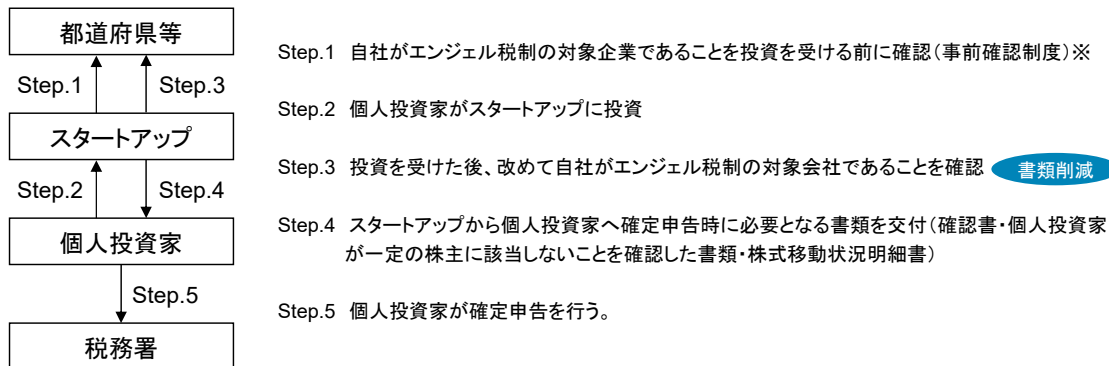 都道府県等
Step.1
Step.3
スタートアップ
Step.2
Step.4
個人投資家
Step.5
税務署
Step.1 自社がエンジェル税制の対象企業であることを投資を受ける前に確認(事前確認制度)※
Step.2 個人投資家がスタートアップに投資
Step.3 投資を受けた後、改めて自社がエンジェル税制の対象会社であることを確認 書類削減
Step.4 スタートアップから個人投資家へ確定申告時に必要となる書類を交付(確認書・個人投資家
が一定の株主に該当しないことを確認した書類・株式移動状況明細書)
Step.5 個人投資家が確定申告を行う。